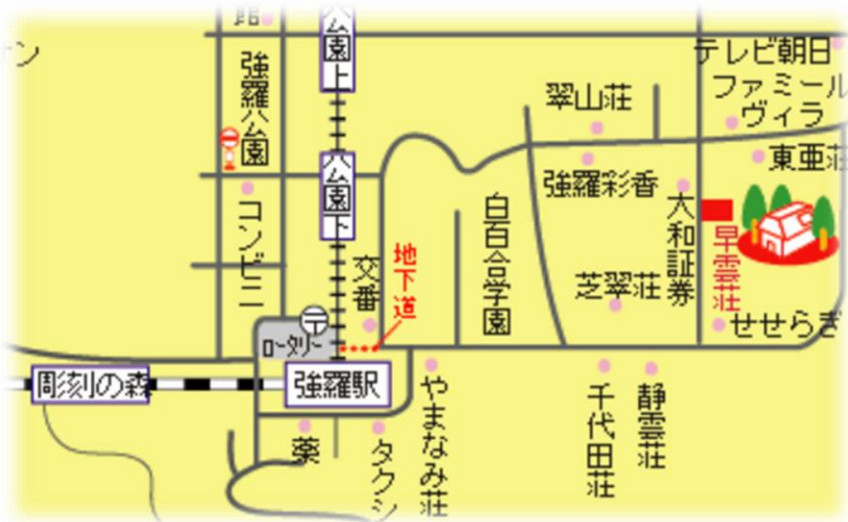 館
公園上
強羅公園
テレビ朝日
ファミール
ヴィラ
翠山荘
東亜荘
強羅彩香
公園下
コンビニ
白百合学園
大和証券
早雲荘
地下道
交番
芝翠荘
せせらぎ
〒
ロータリー
彫刻の森
強羅駅
やまなみ荘
千代田荘
静雲荘
薬
タクシ